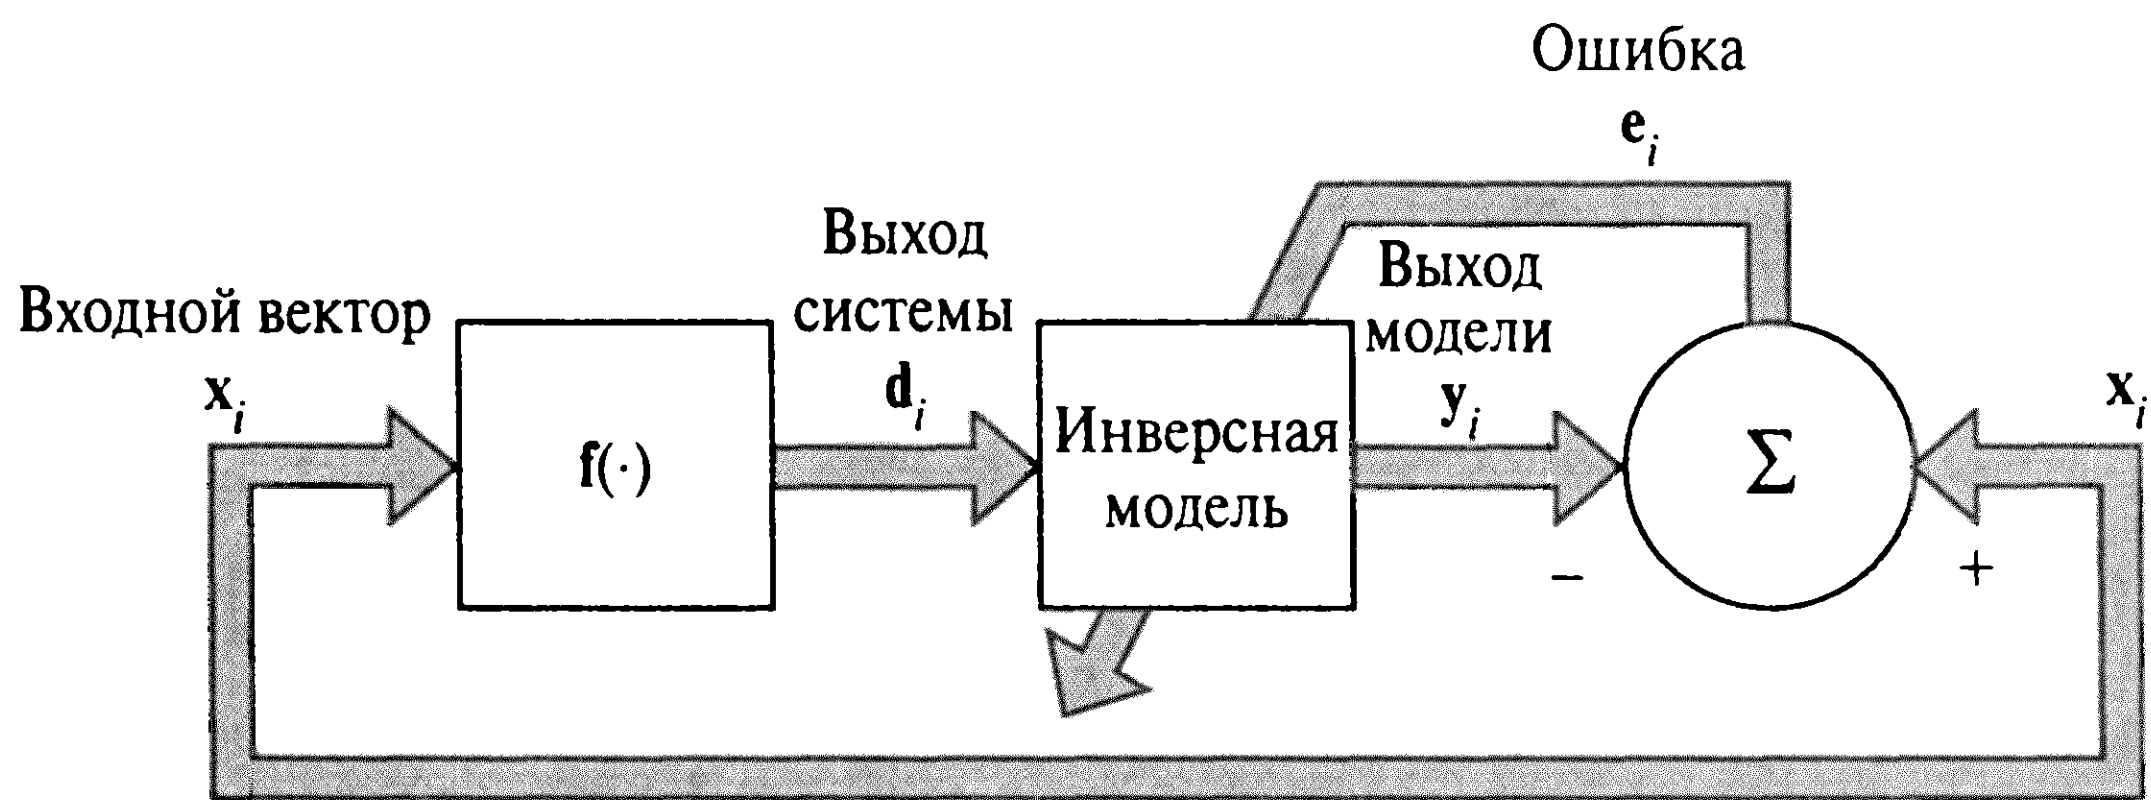 Ошибка
e_i
Выход
системы
d_i
Выход
модели
y_i
Входной вектор
x_i
x_i
f(·)
Инверсная
модель
Σ
−
+